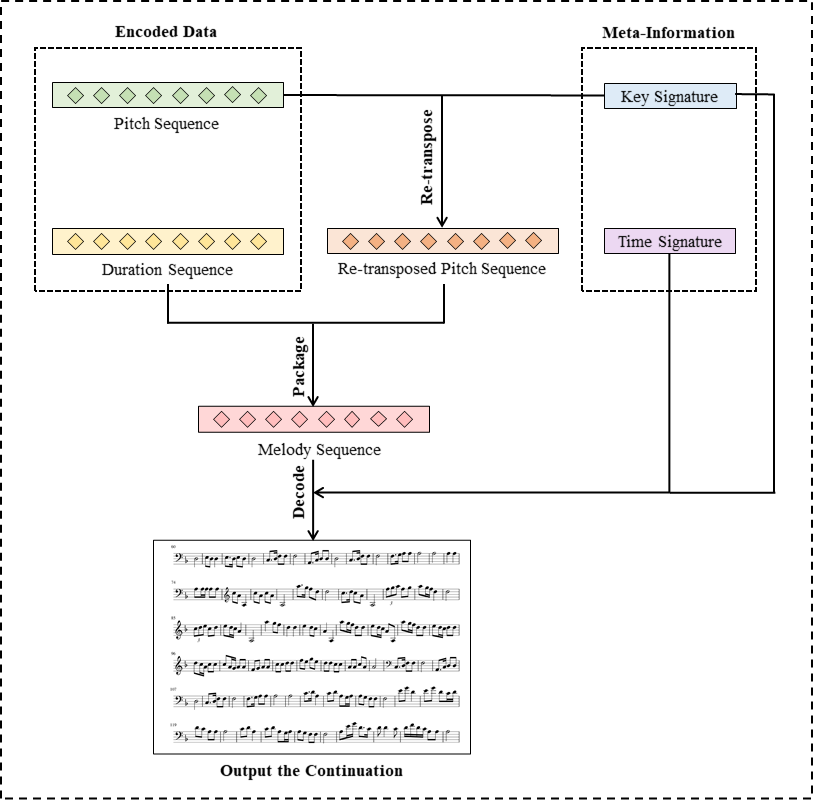 Encoded Data
Meta-Information
Pitch Sequence
Key Signature
Re-transpose
Duration Sequence
Re-transposed Pitch Sequence
Time Signature
Package
Melody Sequence
Decode
Output the Continuation